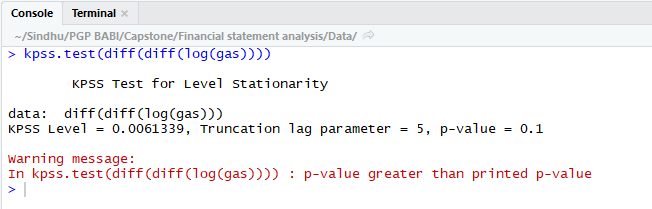 Console Terminal ×
~/Sindhu/PGP BABI/Capstone/Financial statement analysis/Data/
> kpss.test(diff(diff(log(gas))))
KPSS Test for Level Stationarity
data:  diff(diff(log(gas)))
KPSS Level = 0.0061339, Truncation lag parameter = 5, p-value = 0.1
Warning message:
In kpss.test(diff(diff(log(gas)))) : p-value greater than printed p-value
>